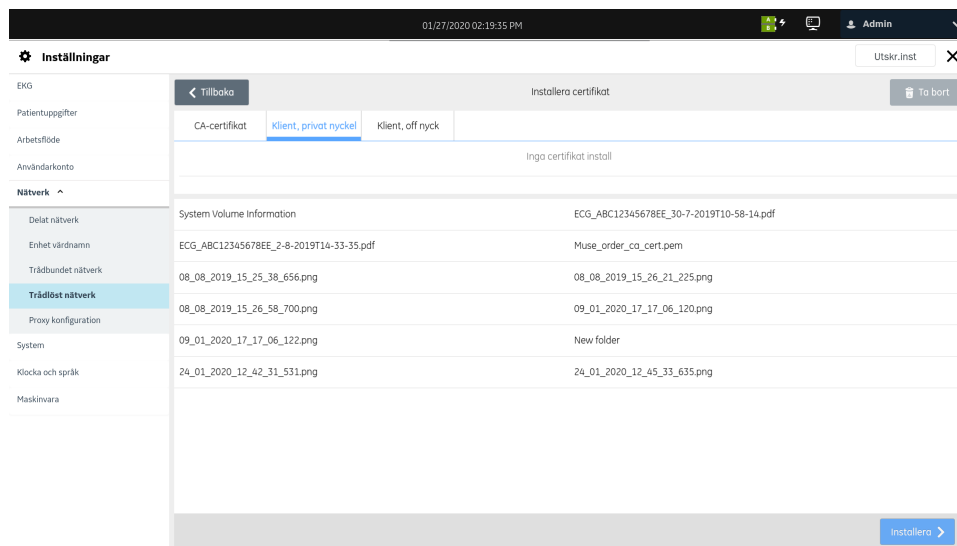 01/27/2020 02:19:35 PM
A
B
Admin
Inställningar
Utskr.inst
EKG
Patientuppgifter
Arbetsflöde
Användarkonto
Nätverk
Delat nätverk
Enhet värdnamn
Trådbundet nätverk
Trådlöst nätverk
Proxy konfiguration
System
Klocka och språk
Maskinvara
Tillbaka
Installera certifikat
Ta bort
CA-certifikat
Klient, privat nyckel
Klient, off nyck
Inga certifikat install
System Volume Information
ECG_ABC12345678EE_30-7-2019T10-58-14.pdf
ECG_ABC12345678EE_2-8-2019T14-33-35.pdf
Muse_order_ca_cert.pem
08_08_2019_15_25_38_656.png
08_08_2019_15_26_21_225.png
08_08_2019_15_26_58_700.png
09_01_2020_17_17_06_120.png
09_01_2020_17_17_06_122.png
New folder
24_01_2020_12_42_31_531.png
24_01_2020_12_45_33_635.png
Installera